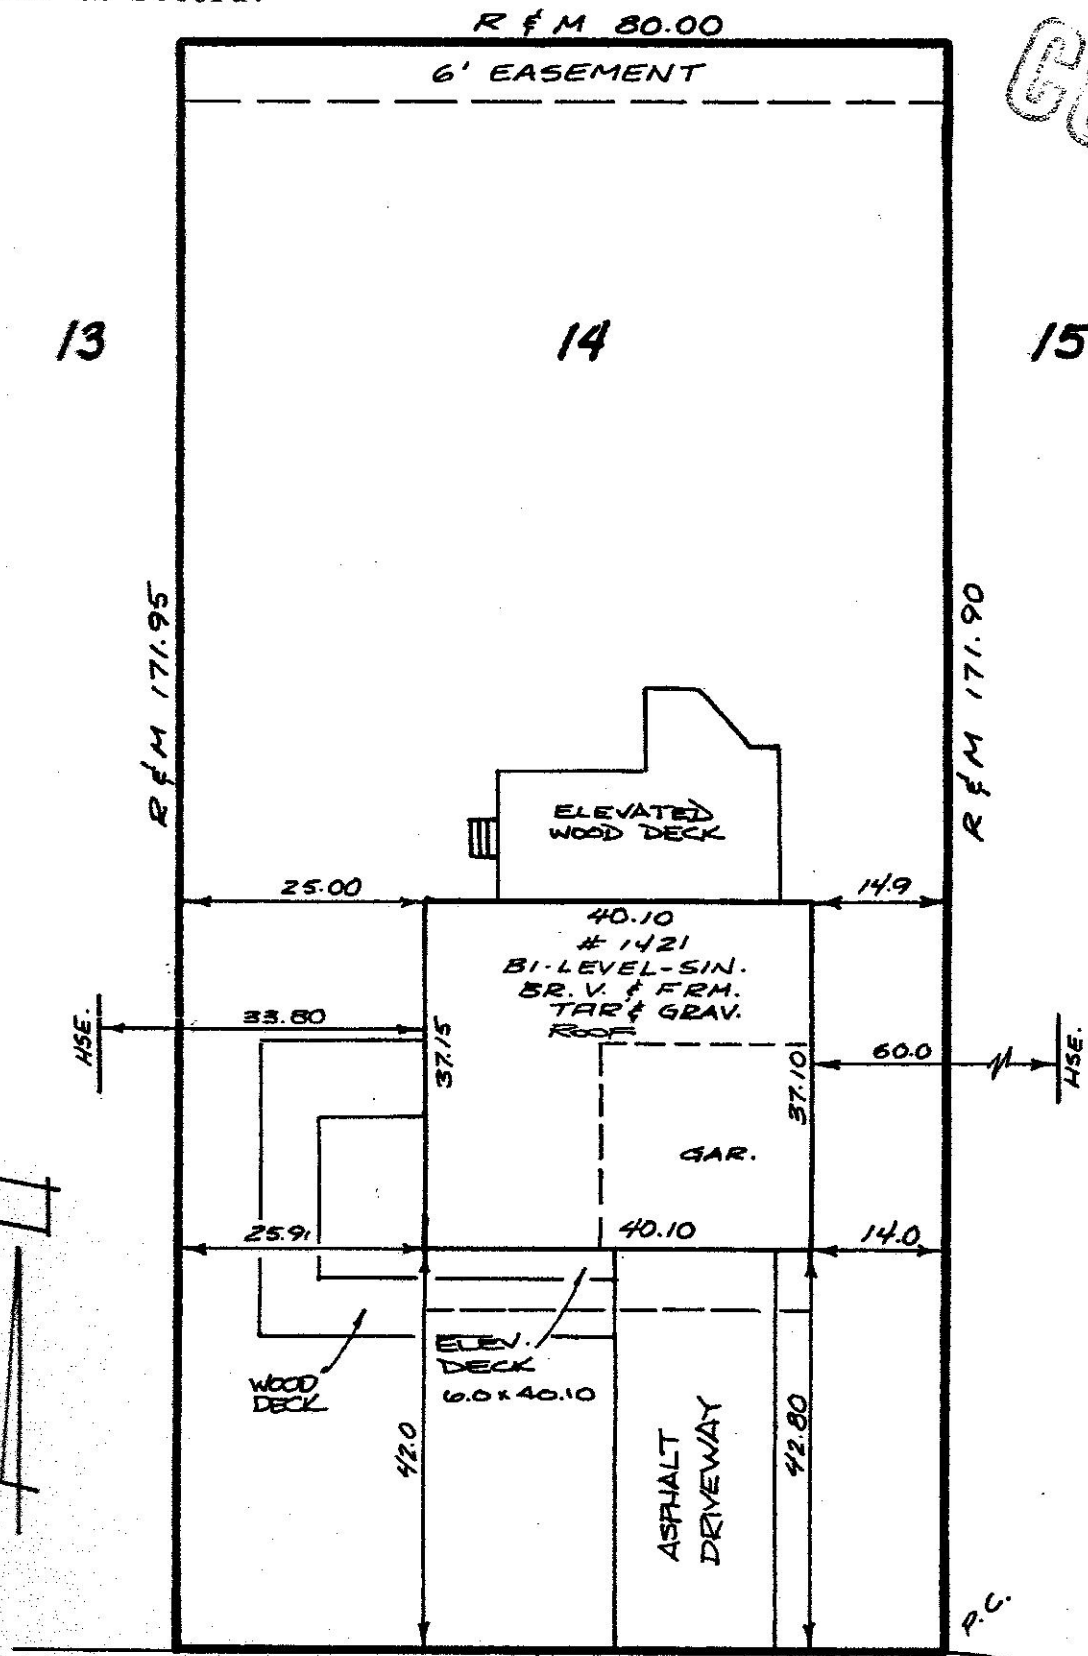 R & M 80.00
6' EASEMENT
13
14
15
R & M 171.95
R & M 171.90
ELEVATED
WOOD DECK
25.00
14.9
40.10
# 1421
BI-LEVEL-SIN.
BR. V. & FRM.
TAR & GRAV.
ROOF
HSE.
33.80
37.15
37.10
60.0
HSE.
GAR.
25.91
40.10
14.0
WOOD
DECK
ELEV.
DECK
6.0 x 40.10
42.0
ASPHALT
DRIVEWAY
42.80
P.C.